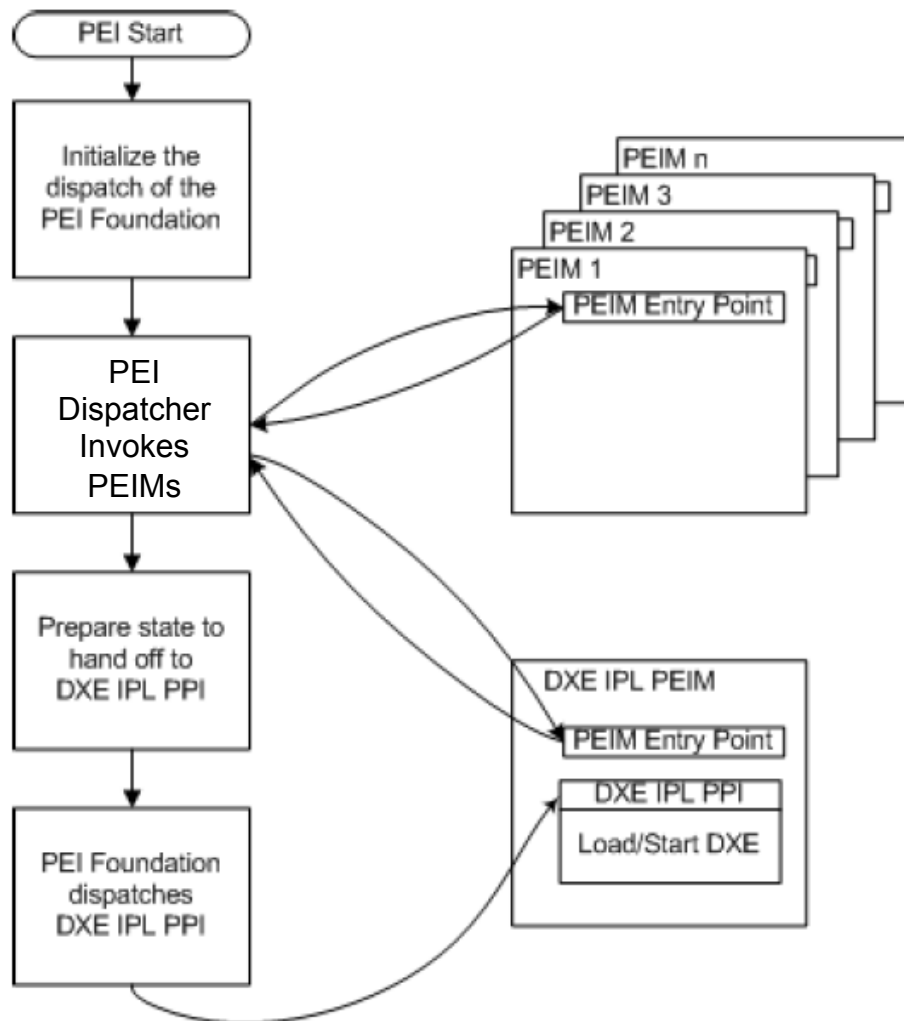 PEI Start
Initialize the
dispatch of the
PEI Foundation
PEI
Dispatcher
Invokes
PEIMs
Prepare state to
hand off to
DXE IPL PPI
PEI Foundation
dispatches
DXE IPL PPI
PEIM n
PEIM 3
PEIM 2
PEIM 1
PEIM Entry Point
DXE IPL PEIM
PEIM Entry Point
DXE IPL PPI
Load/Start DXE